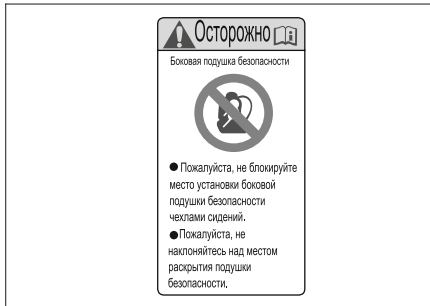 Осторожно
Боковая подушка безопасности
● Пожалуйста, не блокируйте
место установки боковой
подушки безопасности
чехлами сидений.
● Пожалуйста, не
наклоняйтесь над местом
раскрытия подушки
безопасности.